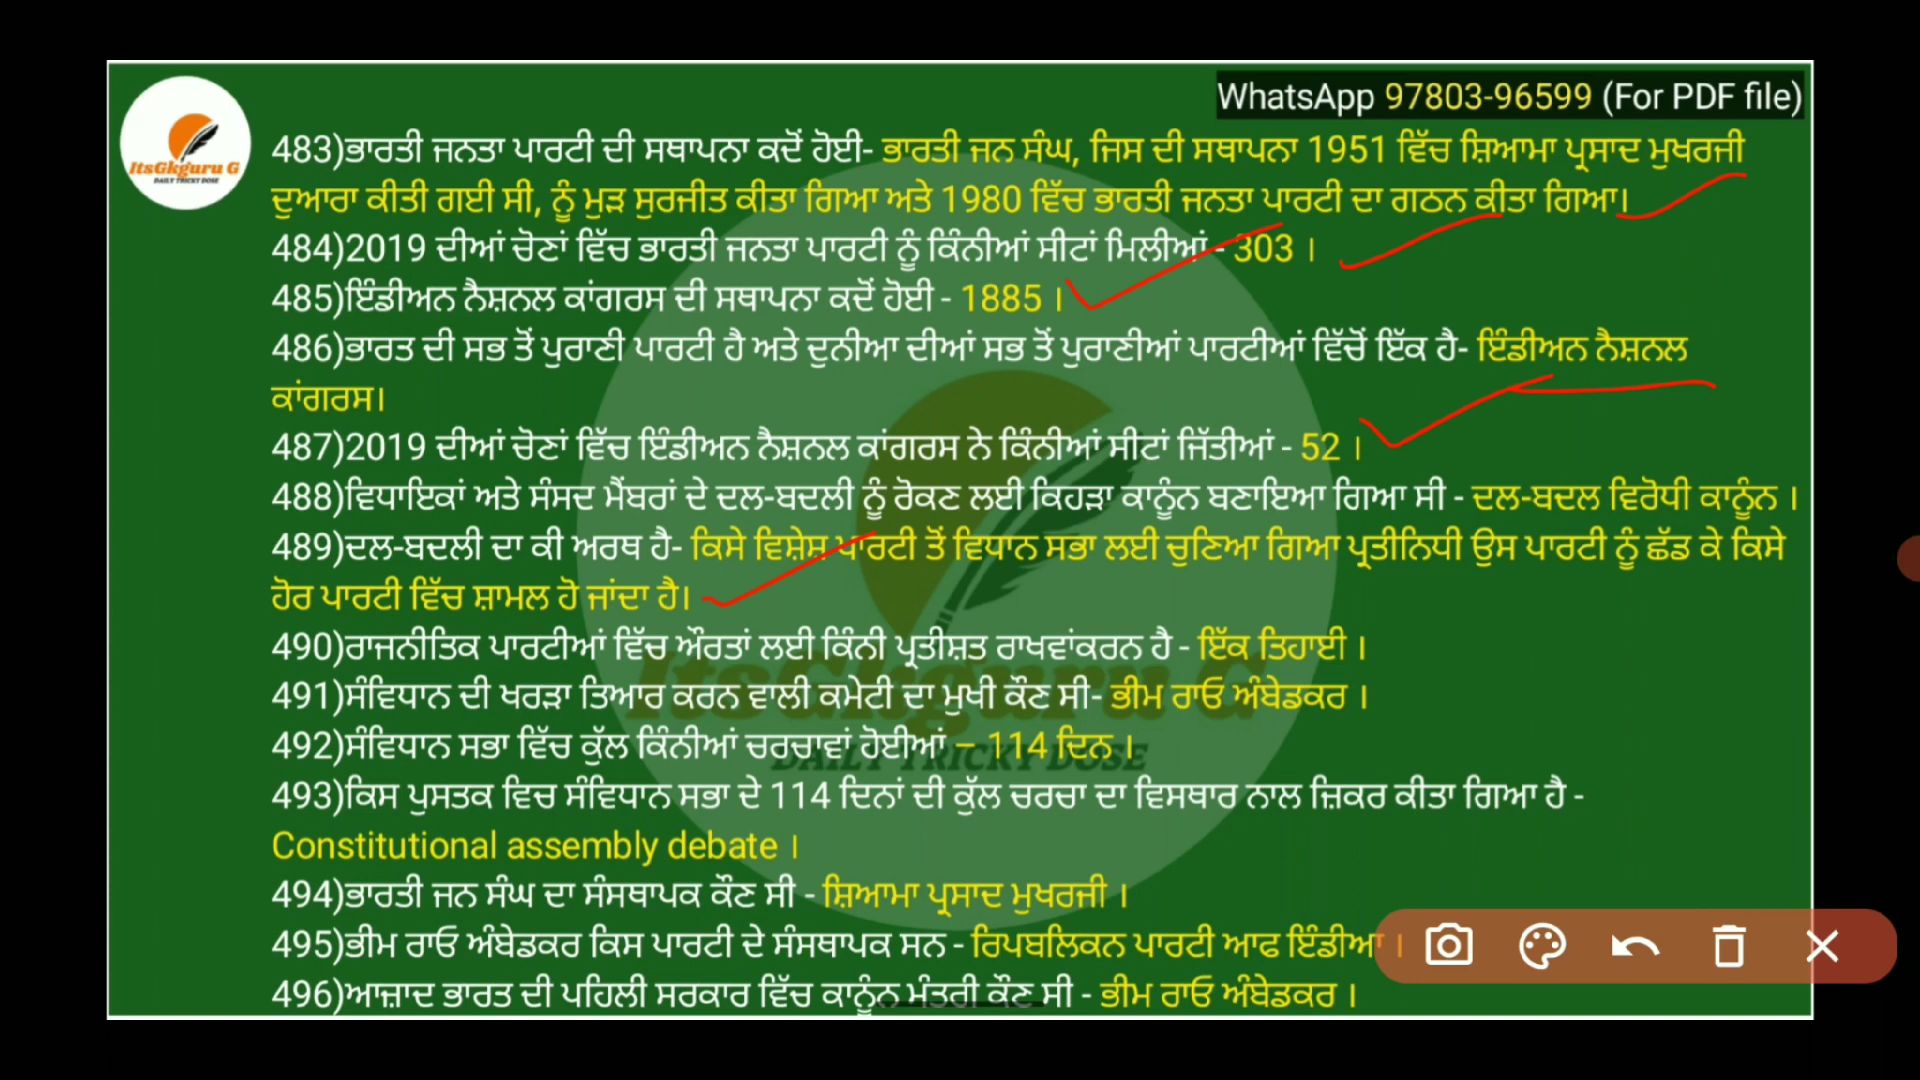 WhatsApp 97803-96599 (For PDF file)
ItsGkguru G
DAILY TRICKY DOSE
483)ਭਾਰਤੀ ਜਨਤਾ ਪਾਰਟੀ ਦੀ ਸਥਾਪਨਾ ਕਦੋਂ ਹੋਈ- ਭਾਰਤੀ ਜਨ ਸੰਘ, ਜਿਸ ਦੀ ਸਥਾਪਨਾ 1951 ਵਿੱਚ ਸ਼ਿਆਮਾ ਪ੍ਰਸਾਦ ਮੁਖਰਜੀ
ਦੁਆਰਾ ਕੀਤੀ ਗਈ ਸੀ, ਨੂੰ ਮੁੜ ਸੁਰਜੀਤ ਕੀਤਾ ਗਿਆ ਅਤੇ 1980 ਵਿੱਚ ਭਾਰਤੀ ਜਨਤਾ ਪਾਰਟੀ ਦਾ ਗਠਨ ਕੀਤਾ ਗਿਆ।
484)2019 ਦੀਆਂ ਚੋਣਾਂ ਵਿੱਚ ਭਾਰਤੀ ਜਨਤਾ ਪਾਰਟੀ ਨੂੰ ਕਿੰਨੀਆਂ ਸੀਟਾਂ ਮਿਲੀਆਂ - 303 ।
485)ਇੰਡੀਅਨ ਨੈਸ਼ਨਲ ਕਾਂਗਰਸ ਦੀ ਸਥਾਪਨਾ ਕਦੋਂ ਹੋਈ - 1885 ।
486)ਭਾਰਤ ਦੀ ਸਭ ਤੋਂ ਪੁਰਾਣੀ ਪਾਰਟੀ ਹੈ ਅਤੇ ਦੁਨੀਆ ਦੀਆਂ ਸਭ ਤੋਂ ਪੁਰਾਣੀਆਂ ਪਾਰਟੀਆਂ ਵਿੱਚੋਂ ਇੱਕ ਹੈ- ਇੰਡੀਅਨ ਨੈਸ਼ਨਲ
ਕਾਂਗਰਸ।
487)2019 ਦੀਆਂ ਚੋਣਾਂ ਵਿੱਚ ਇੰਡੀਅਨ ਨੈਸ਼ਨਲ ਕਾਂਗਰਸ ਨੇ ਕਿੰਨੀਆਂ ਸੀਟਾਂ ਜਿੱਤੀਆਂ - 52 ।
488)ਵਿਧਾਇਕਾਂ ਅਤੇ ਸੰਸਦ ਮੈਂਬਰਾਂ ਦੇ ਦਲ-ਬਦਲੀ ਨੂੰ ਰੋਕਣ ਲਈ ਕਿਹੜਾ ਕਾਨੂੰਨ ਬਣਾਇਆ ਗਿਆ ਸੀ - ਦਲ-ਬਦਲ ਵਿਰੋਧੀ ਕਾਨੂੰਨ ।
489)ਦਲ-ਬਦਲੀ ਦਾ ਕੀ ਅਰਥ ਹੈ- ਕਿਸੇ ਵਿਸ਼ੇਸ਼ ਪਾਰਟੀ ਤੋਂ ਵਿਧਾਨ ਸਭਾ ਲਈ ਚੁਣਿਆ ਗਿਆ ਪ੍ਰਤੀਨਿਧੀ ਉਸ ਪਾਰਟੀ ਨੂੰ ਛੱਡ ਕੇ ਕਿਸੇ
ਹੋਰ ਪਾਰਟੀ ਵਿੱਚ ਸ਼ਾਮਲ ਹੋ ਜਾਂਦਾ ਹੈ।
490)ਰਾਜਨੀਤਿਕ ਪਾਰਟੀਆਂ ਵਿੱਚ ਔਰਤਾਂ ਲਈ ਕਿੰਨੀ ਪ੍ਰਤੀਸ਼ਤ ਰਾਖਵਾਂਕਰਨ ਹੈ - ਇੱਕ ਤਿਹਾਈ ।
491)ਸੰਵਿਧਾਨ ਦੀ ਖਰੜਾ ਤਿਆਰ ਕਰਨ ਵਾਲੀ ਕਮੇਟੀ ਦਾ ਮੁਖੀ ਕੌਣ ਸੀ- ਭੀਮ ਰਾਓ ਅੰਬੇਡਕਰ ।
492)ਸੰਵਿਧਾਨ ਸਭਾ ਵਿੱਚ ਕੁੱਲ ਕਿੰਨੀਆਂ ਚਰਚਾਵਾਂ ਹੋਈਆਂ – 114 ਦਿਨ ।
493)ਕਿਸ ਪੁਸਤਕ ਵਿਚ ਸੰਵਿਧਾਨ ਸਭਾ ਦੇ 114 ਦਿਨਾਂ ਦੀ ਕੁੱਲ ਚਰਚਾ ਦਾ ਵਿਸਥਾਰ ਨਾਲ ਜ਼ਿਕਰ ਕੀਤਾ ਗਿਆ ਹੈ -
Constitutional assembly debate ।
494)ਭਾਰਤੀ ਜਨ ਸੰਘ ਦਾ ਸੰਸਥਾਪਕ ਕੌਣ ਸੀ - ਸ਼ਿਆਮਾ ਪ੍ਰਸਾਦ ਮੁਖਰਜੀ ।
495)ਭੀਮ ਰਾਓ ਅੰਬੇਡਕਰ ਕਿਸ ਪਾਰਟੀ ਦੇ ਸੰਸਥਾਪਕ ਸਨ - ਰਿਪਬਲਿਕਨ ਪਾਰਟੀ ਆਫ ਇੰਡੀਆ ।
496)ਆਜ਼ਾਦ ਭਾਰਤ ਦੀ ਪਹਿਲੀ ਸਰਕਾਰ ਵਿੱਚ ਕਾਨੂੰਨ ਮੰਤਰੀ ਕੌਣ ਸੀ - ਭੀਮ ਰਾਓ ਅੰਬੇਡਕਰ ।
ItsGkguru G
DAILY TRICKY DOSE